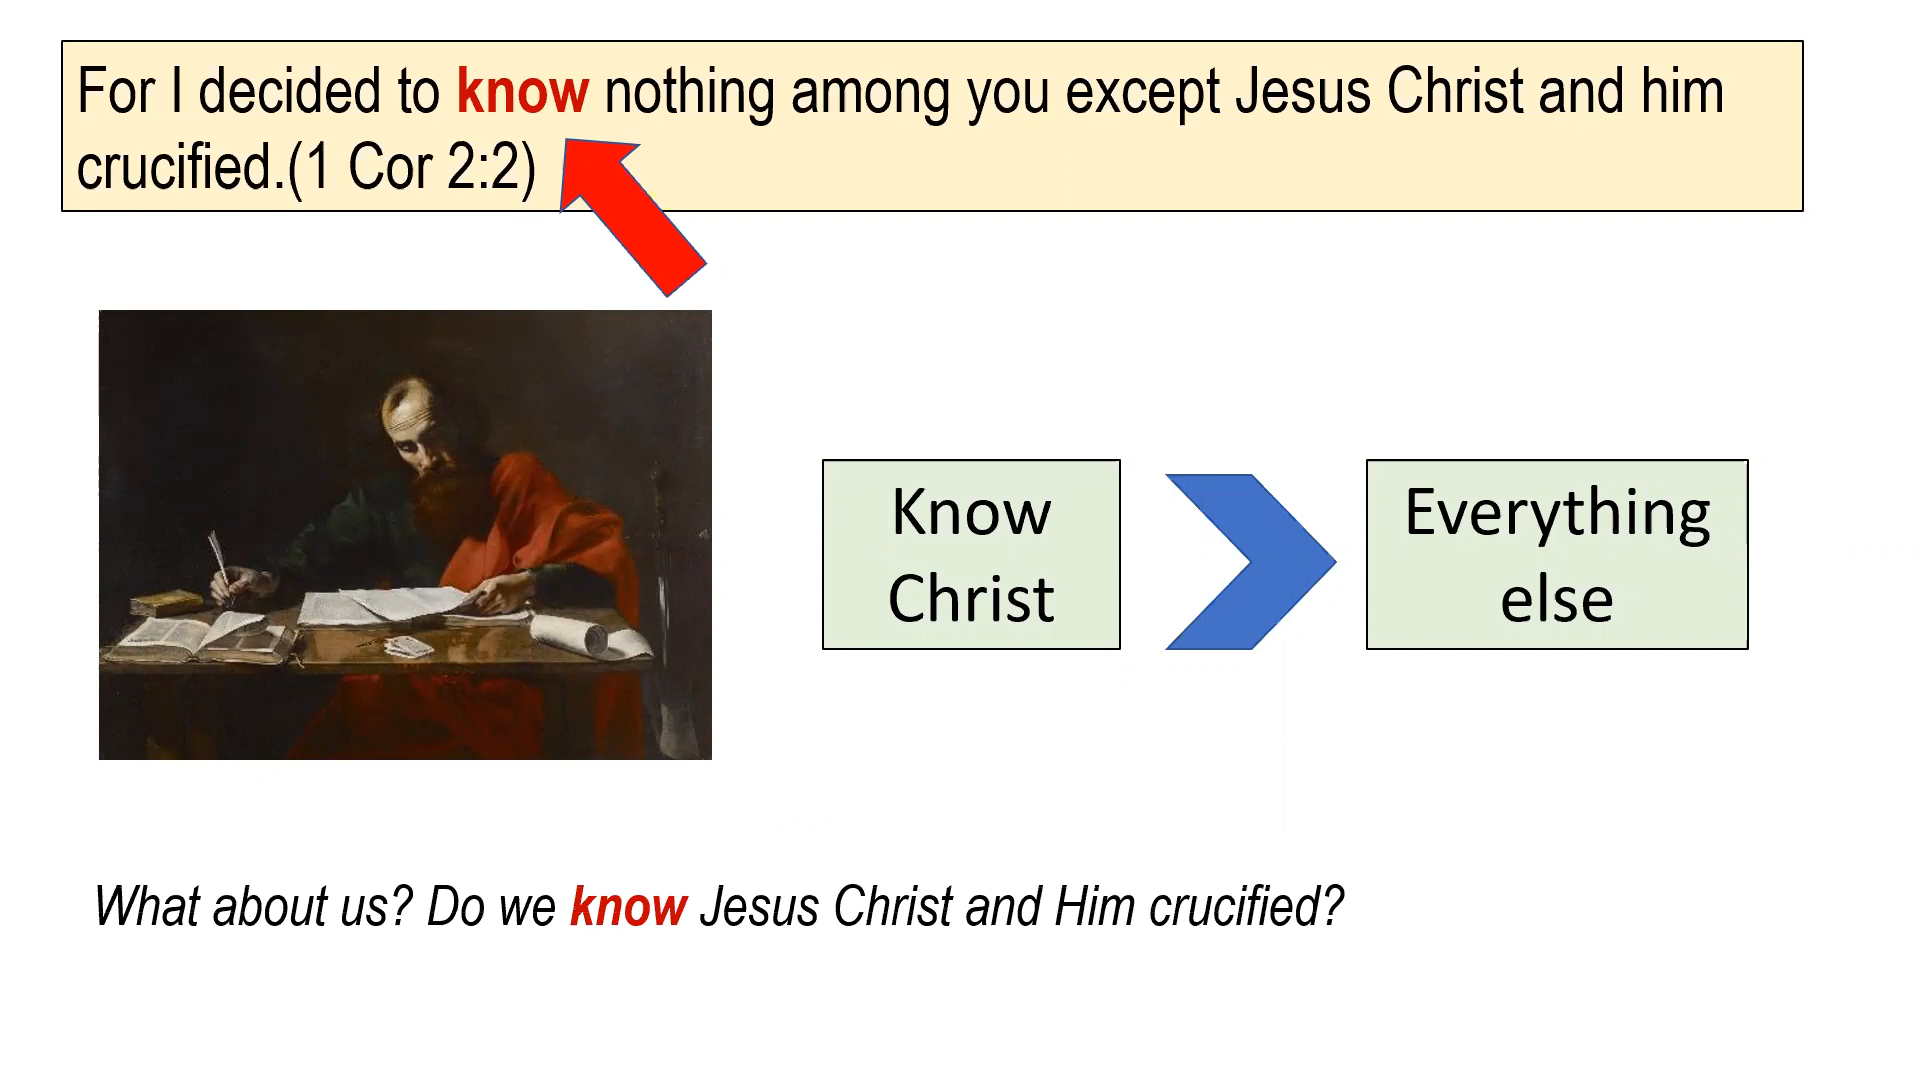 For I decided to know nothing among you except Jesus Christ and him
crucified.(1 Cor 2:2)
Know
Christ
Everything
else
What about us? Do we know Jesus Christ and Him crucified?